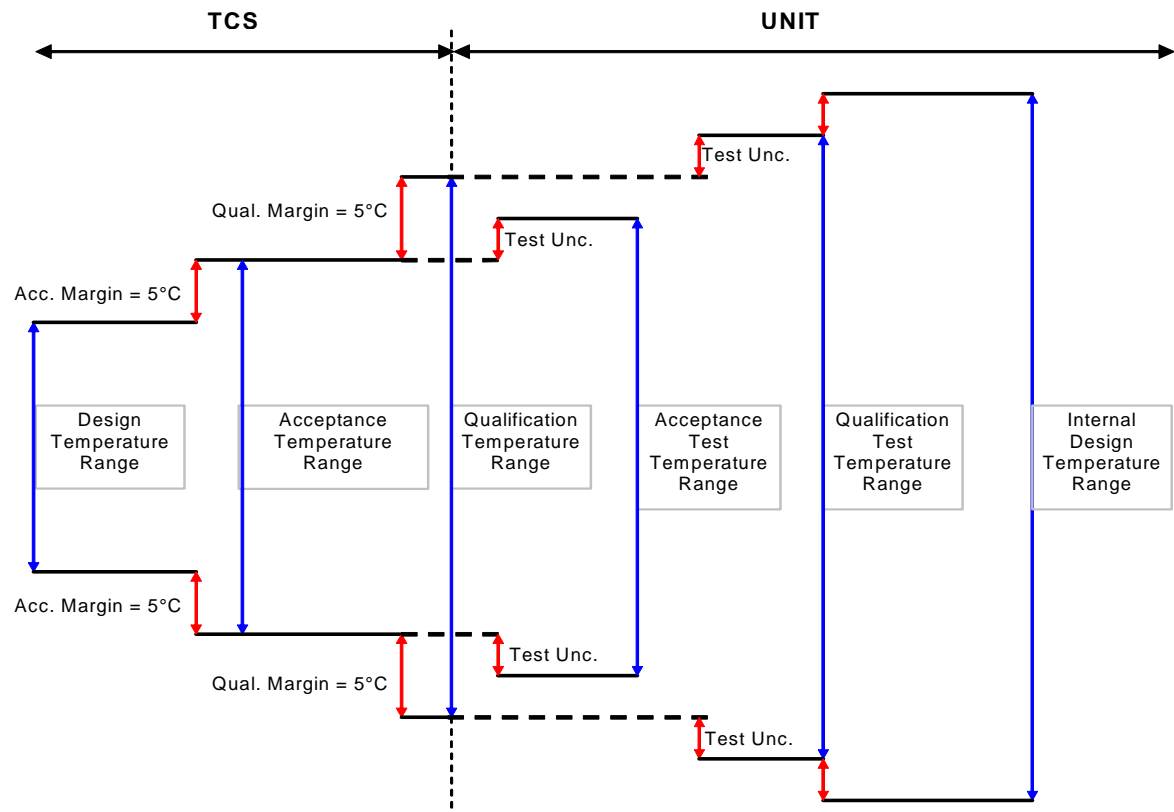 TCS
UNIT
Test Unc.
Qual. Margin = 5°C
Test Unc.
Acc. Margin = 5°C
Design
Temperature
Range
Acceptance
Temperature
Range
Qualification
Temperature
Range
Acceptance
Test
Temperature
Range
Qualification
Test
Temperature
Range
Internal
Design
Temperature
Range
Acc. Margin = 5°C
Test Unc.
Qual. Margin = 5°C
Test Unc.